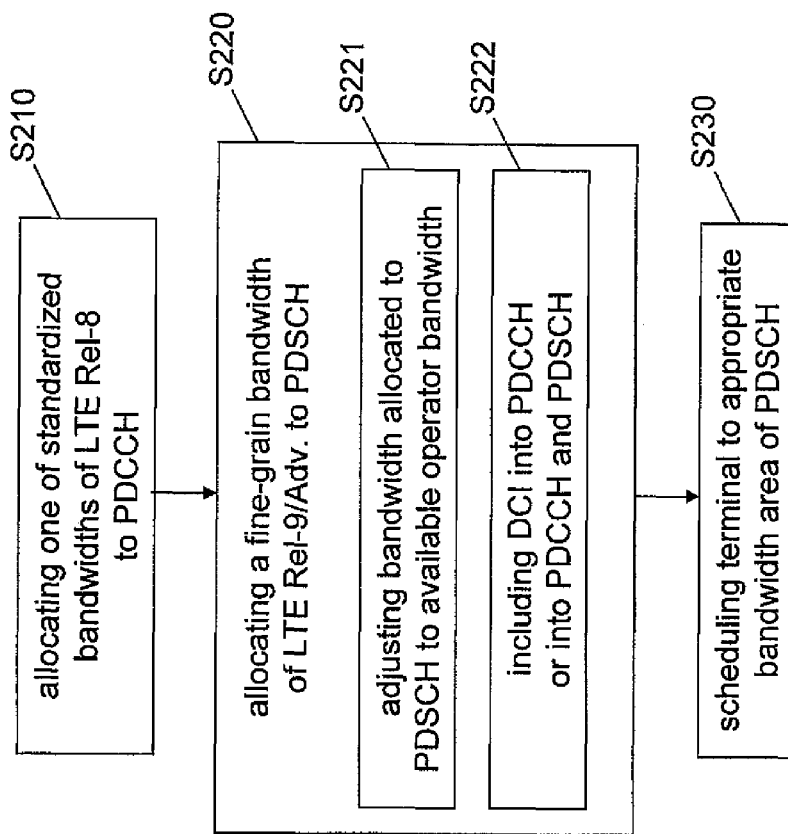 S210
allocating one of standardized
bandwidths of LTE Rel-8
to PDCCH
S220
allocating a fine-grain bandwidth
of LTE Rel-9/Adv. to PDSCH
S221
adjusting bandwidth allocated to
PDSCH to available operator bandwidth
S222
including DCI into PDCCH
or into PDCCH and PDSCH
S230
scheduling terminal to appropriate
bandwidth area of PDSCH